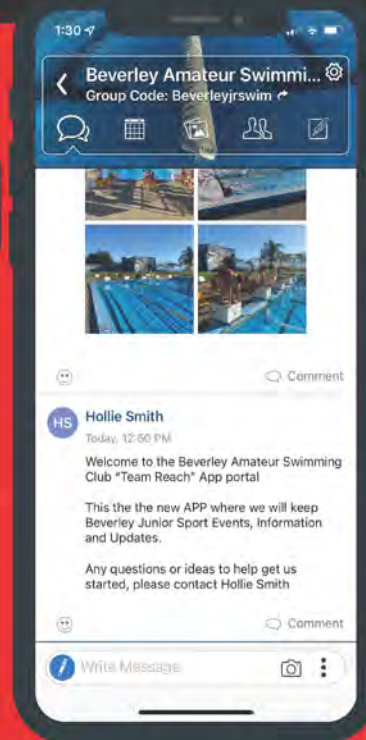 1:30
Beverley Amateur Swimmi...
Group Code: Beverleyjrswim
Comment
HS
Hollie Smith
Today, 12:50 PM
Welcome to the Beverley Amateur Swimming
Club "Team Reach" App portal
This the the new APP where we will keep
Beverley Junior Sport Events, Information
and Updates.
Any questions or ideas to help get us
started, please contact Hollie Smith
Comment
Write Message